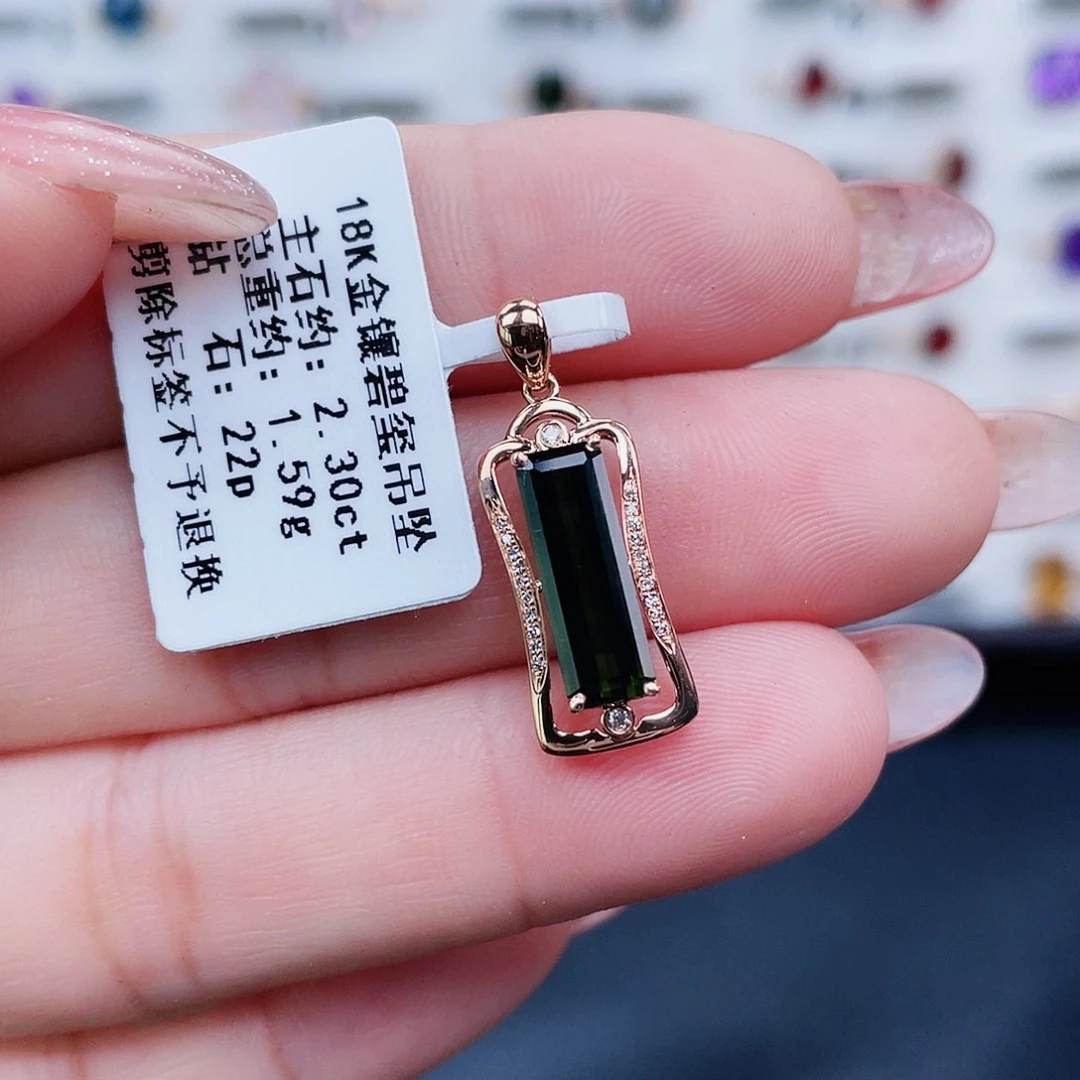 18K金镶碧玺吊坠
主石约: 2.30ct
总重约: 1.59g
钻 石: 22p
剪除标签不予退换